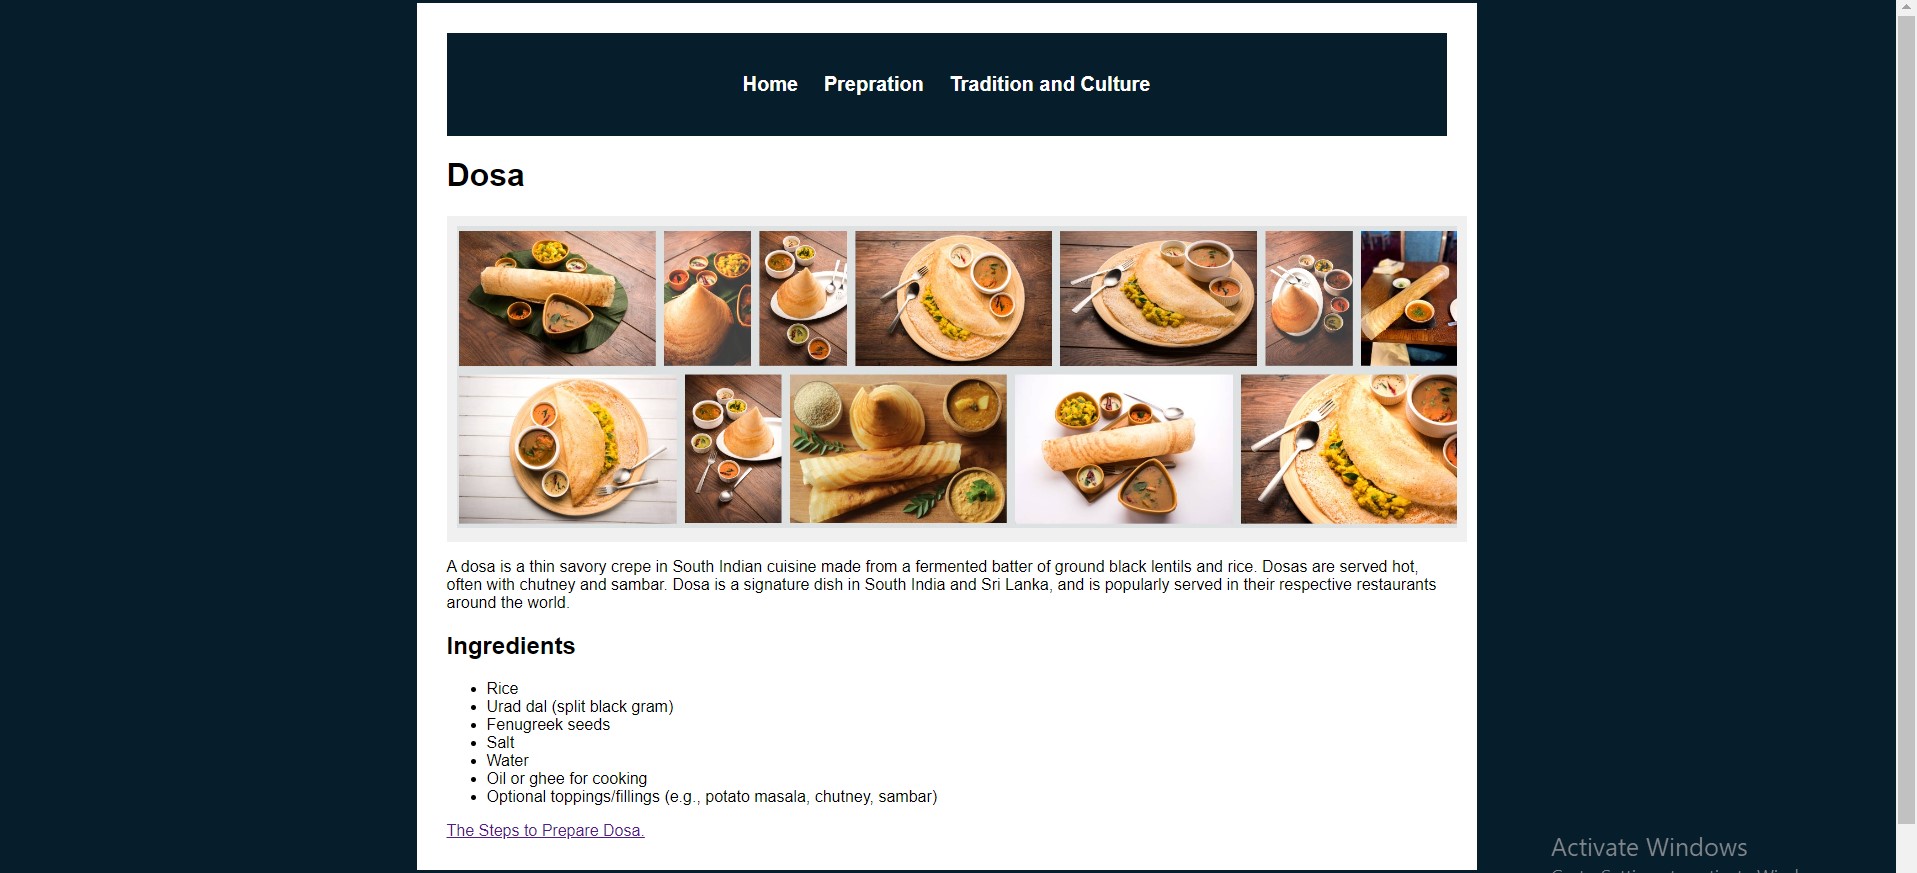 Home Prepration Tradition and Culture
Dosa
A dosa is a thin savory crepe in South Indian cuisine made from a fermented batter of ground black lentils and rice. Dosas are served hot,
often with chutney and sambar. Dosa is a signature dish in South India and Sri Lanka, and is popularly served in their respective restaurants
around the world.
Ingredients
Rice
Urad dal (split black gram)
Fenugreek seeds
Salt
Water
Oil or ghee for cooking
Optional toppings/fillings (e.g., potato masala, chutney, sambar)
The Steps to Prepare Dosa.
Activate Windows